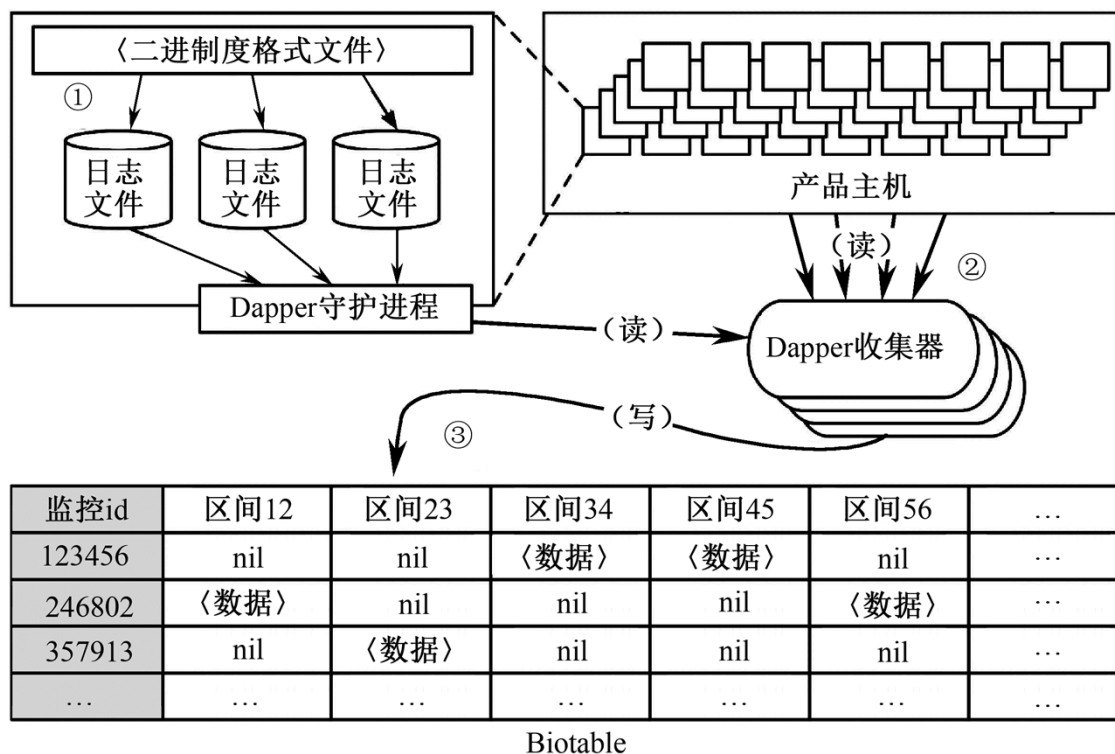 〈二进制度格式文件〉
①
日志
文件
日志
文件
日志
文件
Dapper守护进程
产品主机
（读）
②
（读）
Dapper收集器
（写）
③
监控id 区间12 区间23 区间34 区间45 区间56 …
123456 nil nil 〈数据〉 〈数据〉 nil …
246802 〈数据〉 nil nil nil 〈数据〉 …
357913 nil 〈数据〉 nil nil nil …
… … … … … … …
Biotable